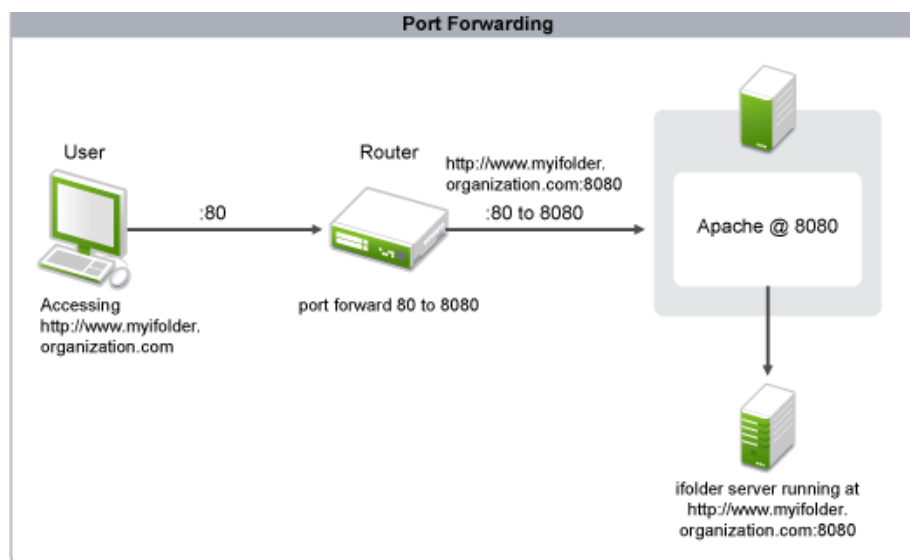 Port Forwarding
User
:80
Accessing
http://www.myifolder.
organization.com
Router
port forward 80 to 8080
http://www.myifolder.
organization.com:8080
:80 to 8080
Apache @ 8080
ifolder server running at
http://www.myifolder.
organization.com:8080